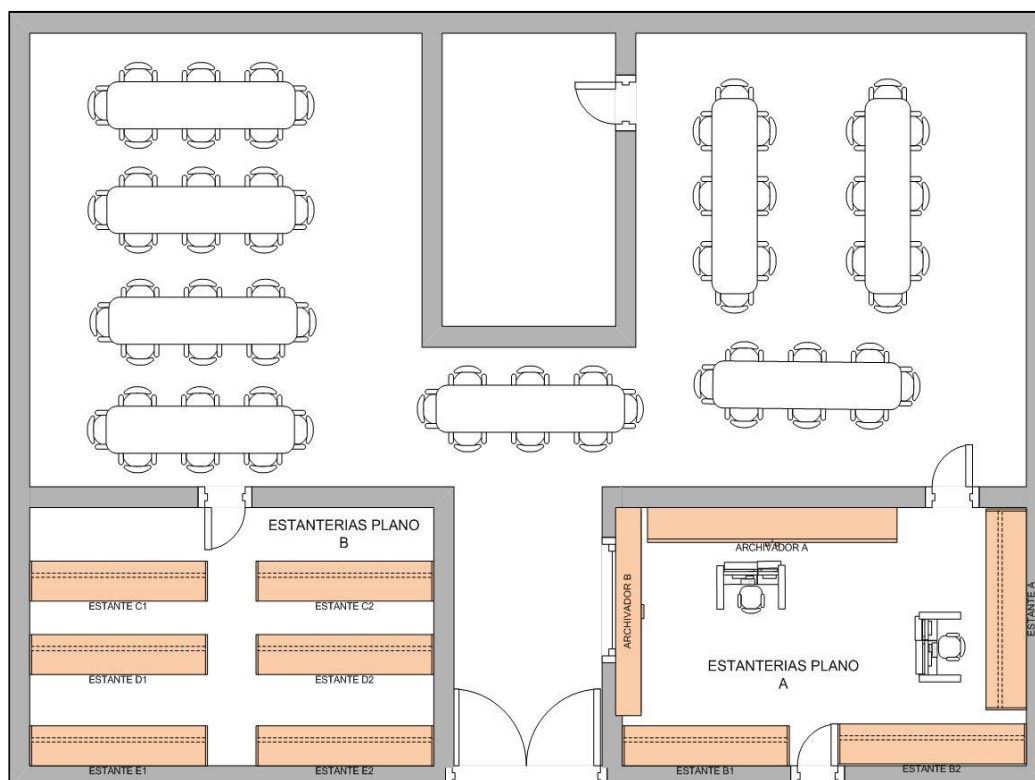 ESTANTERIAS PLANO
B
ESTANTE C1
ESTANTE C2
ESTANTE D1
ESTANTE D2
ESTANTE E1
ESTANTE E2
ARCHIVADOR A
ARCHIVADOR B
ESTANTE A
ESTANTERIAS PLANO
A
ESTANTE B1
ESTANTE B2